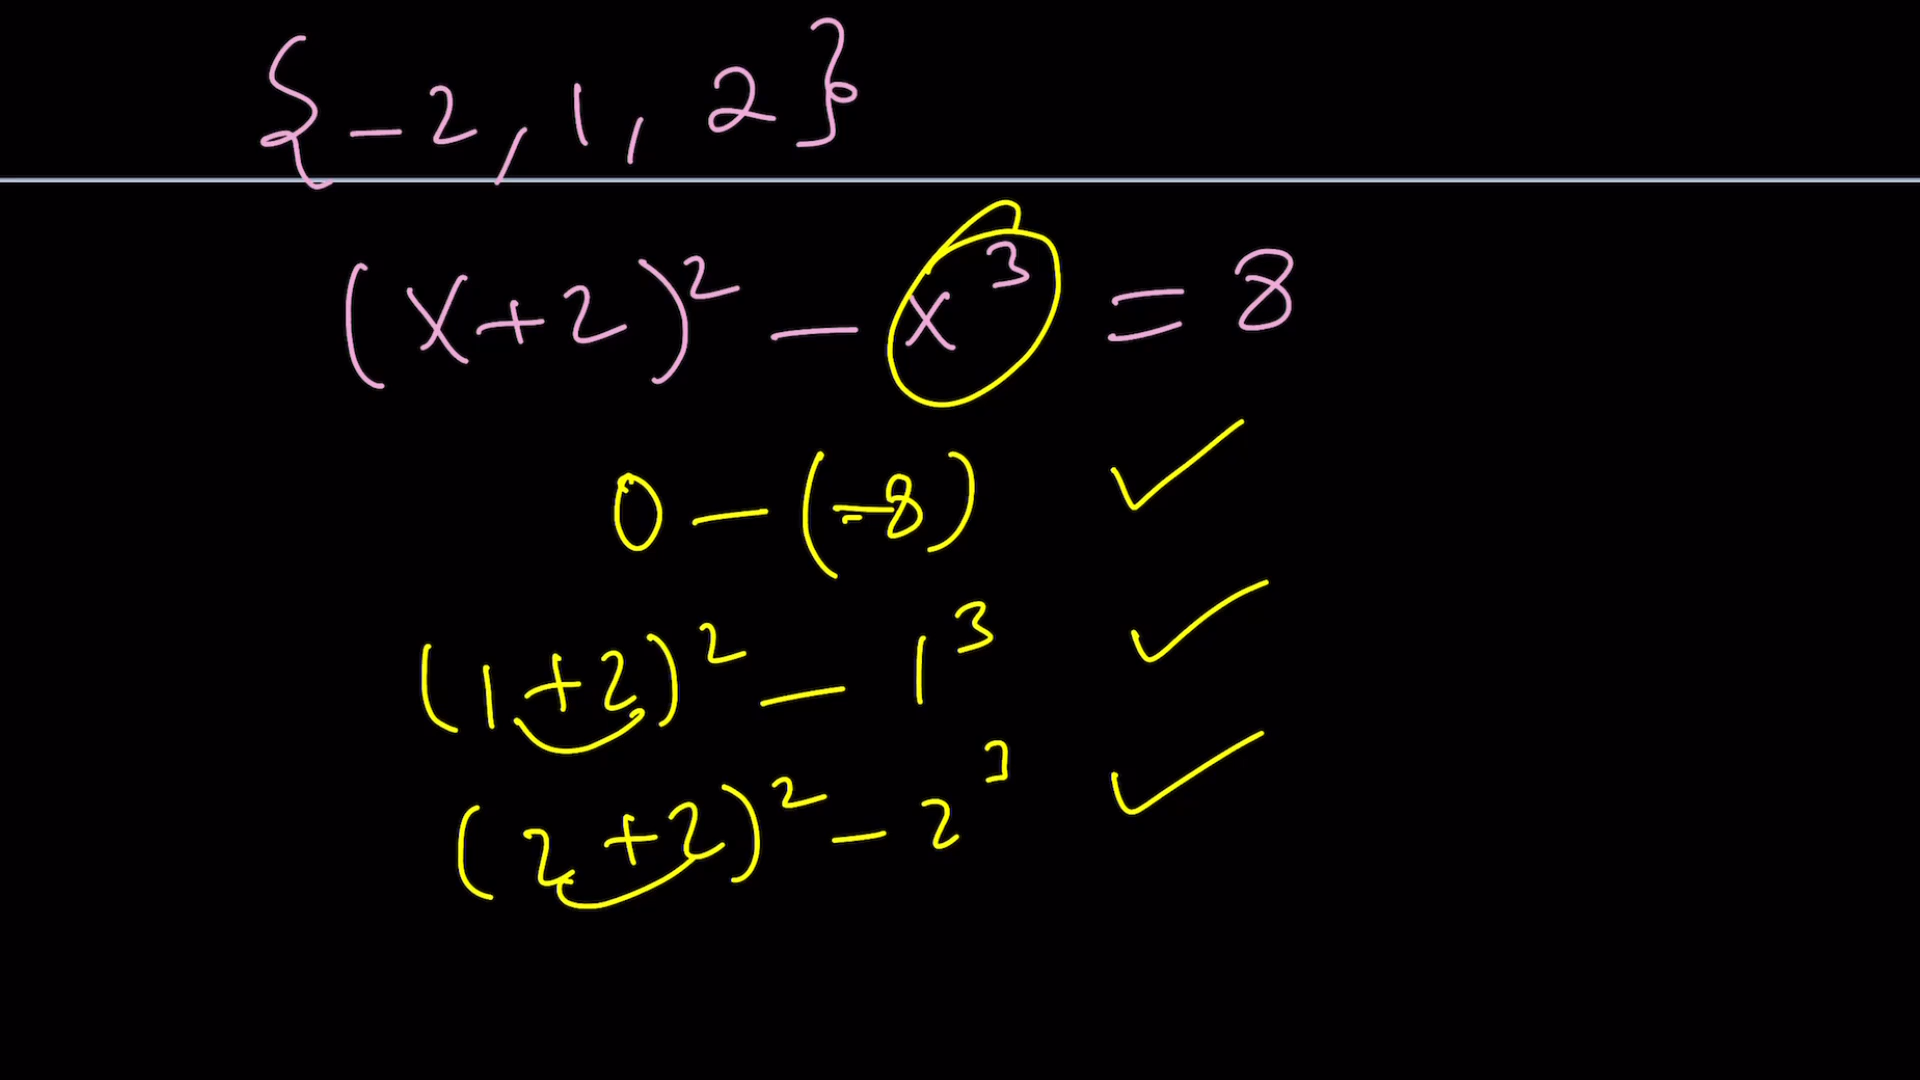 {-2, 1, 2}
(x+2)² - x³ = 8
0 - (-8) ✓
(1+2)² - 1³ ✓
(2+2)² - 2³ ✓